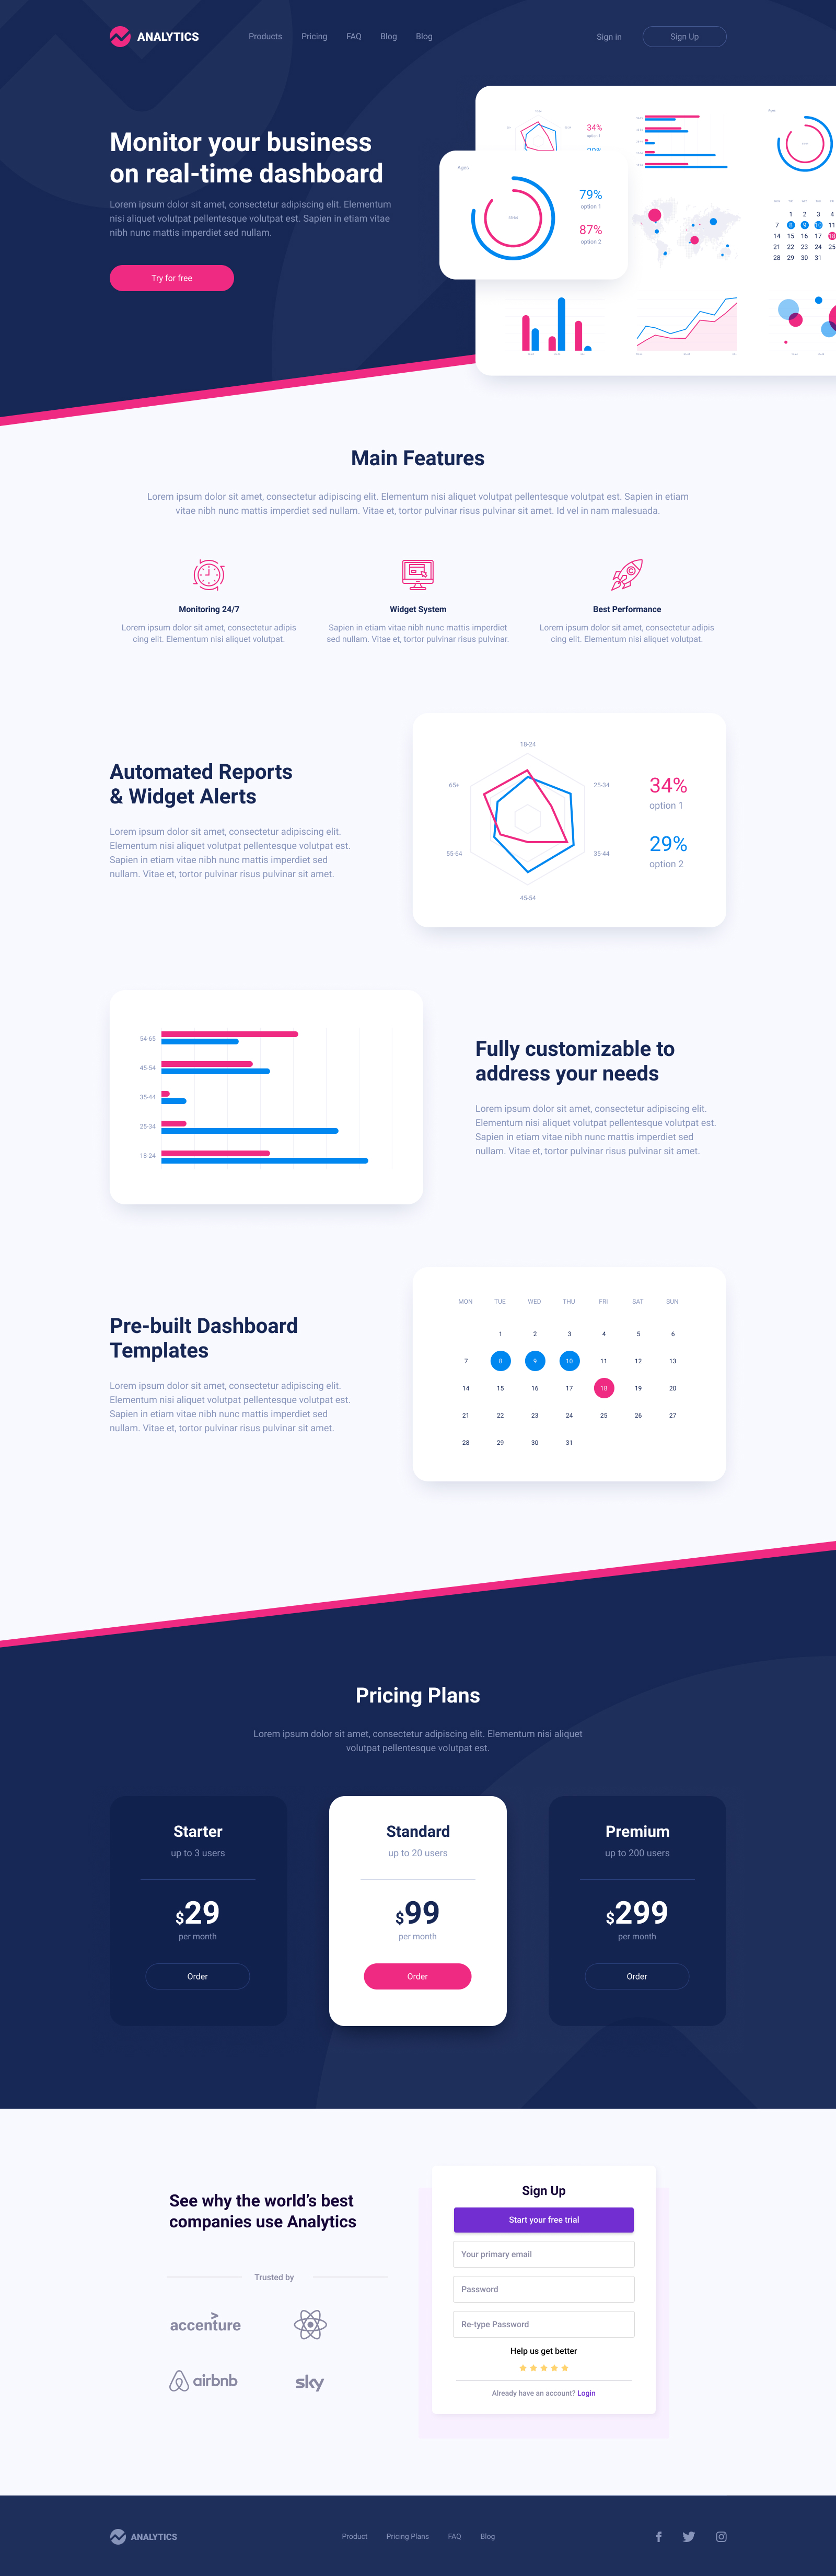 ANALYTICS
Products
Pricing
FAQ
Blog
Blog
Sign in
Sign Up
Monitor your business
on real-time dashboard
Lorem ipsum dolor sit amet, consectetur adipiscing elit. Elementum
nisi aliquet volutpat pellentesque volutpat est. Sapien in etiam vitae
nibh nunc mattis imperdiet sed nullam.
Try for free
34%
option 1
Ages
79%
option 1
87%
option 2
1 2 3 4
7 8 9 10 11
14 15 16 17 18
21 22 23 24 25
28 29 30 31
Main Features
Lorem ipsum dolor sit amet, consectetur adipiscing elit. Elementum nisi aliquet volutpat pellentesque volutpat est. Sapien in etiam
vitae nibh nunc mattis imperdiet sed nullam. Vitae et, tortor pulvinar risus pulvinar sit amet. Id vel in nam malesuada.
Monitoring 24/7
Lorem ipsum dolor sit amet, consectetur adipis
cing elit. Elementum nisi aliquet volutpat.
Widget System
Sapien in etiam vitae nibh nunc mattis imperdiet
sed nullam. Vitae et, tortor pulvinar risus pulvinar.
Best Performance
Lorem ipsum dolor sit amet, consectetur adipis
cing elit. Elementum nisi aliquet volutpat.
Automated Reports
& Widget Alerts
Lorem ipsum dolor sit amet, consectetur adipiscing elit.
Elementum nisi aliquet volutpat pellentesque volutpat est.
Sapien in etiam vitae nibh nunc mattis imperdiet sed
nullam. Vitae et, tortor pulvinar risus pulvinar sit amet.
18-24
65+
25-34
55-64
35-44
45-54
34%
option 1
29%
option 2
54-65
45-54
35-44
25-34
18-24
Fully customizable to
address your needs
Lorem ipsum dolor sit amet, consectetur adipiscing elit.
Elementum nisi aliquet volutpat pellentesque volutpat est.
Sapien in etiam vitae nibh nunc mattis imperdiet sed
nullam. Vitae et, tortor pulvinar risus pulvinar sit amet.
Pre-built Dashboard
Templates
Lorem ipsum dolor sit amet, consectetur adipiscing elit.
Elementum nisi aliquet volutpat pellentesque volutpat est.
Sapien in etiam vitae nibh nunc mattis imperdiet sed
nullam. Vitae et, tortor pulvinar risus pulvinar sit amet.
MON TUE WED THU FRI SAT SUN
1 2 3 4 5 6
7 8 9 10 11 12 13
14 15 16 17 18 19 20
21 22 23 24 25 26 27
28 29 30 31
Pricing Plans
Lorem ipsum dolor sit amet, consectetur adipiscing elit. Elementum nisi aliquet
volutpat pellentesque volutpat est.
Starter
up to 3 users
$29
per month
Order
Standard
up to 20 users
$99
per month
Order
Premium
up to 200 users
$299
per month
Order
See why the world's best
companies use Analytics
Trusted by
accenture
airbnb
sky
Sign Up
Start your free trial
Your primary email
Password
Re-type Password
Help us get better
Already have an account? Login
ANALYTICS
Product
Pricing Plans
FAQ
Blog